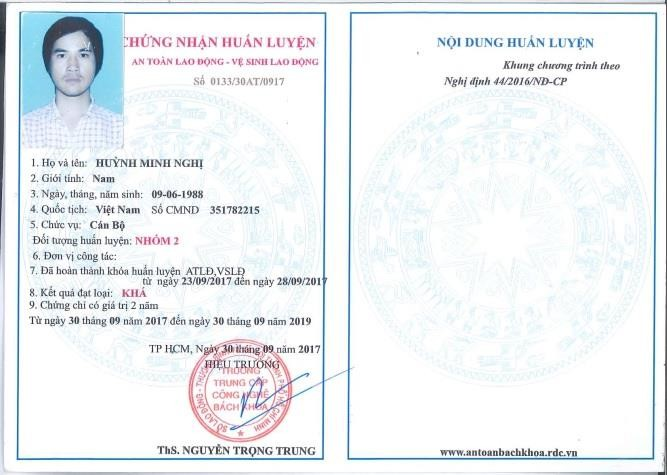 CHỨNG NHẬN HUẤN LUYỆN
AN TOÀN LAO ĐỘNG - VỆ SINH LAO ĐỘNG
Số 0133/30AT/0917
1. Họ và tên: HUỲNH MINH NGHỊ
2. Giới tính: Nam
3. Ngày, tháng, năm sinh: 09-06-1988
4. Quốc tịch: Việt Nam Số CMND 351782215
5. Chức vụ: Cán Bộ
Đối tượng huấn luyện: NHÓM 2
6. Đơn vị công tác:
7. Đã hoàn thành khóa huấn luyện ATLĐ,VSLĐ
từ ngày 23/09/2017 đến ngày 28/09/2017
8. Kết quả đạt loại: KHÁ
9. Chứng chỉ có giá trị 2 năm
Từ ngày 30 tháng 09 năm 2017 đến ngày 30 tháng 09 năm 2019
TP HCM, Ngày 30 tháng 09 năm 2017
HIỆU TRƯỞNG
TRƯỜNG
TRUNG CẤP
CÔNG NGHỆ
BÁCH KHOA
ThS. NGUYỄN TRỌNG TRUNG
NỘI DUNG HUẤN LUYỆN
Khung chương trình theo
Nghị định 44/2016/NĐ-CP
www.antoanbachkhoa.rdc.vn